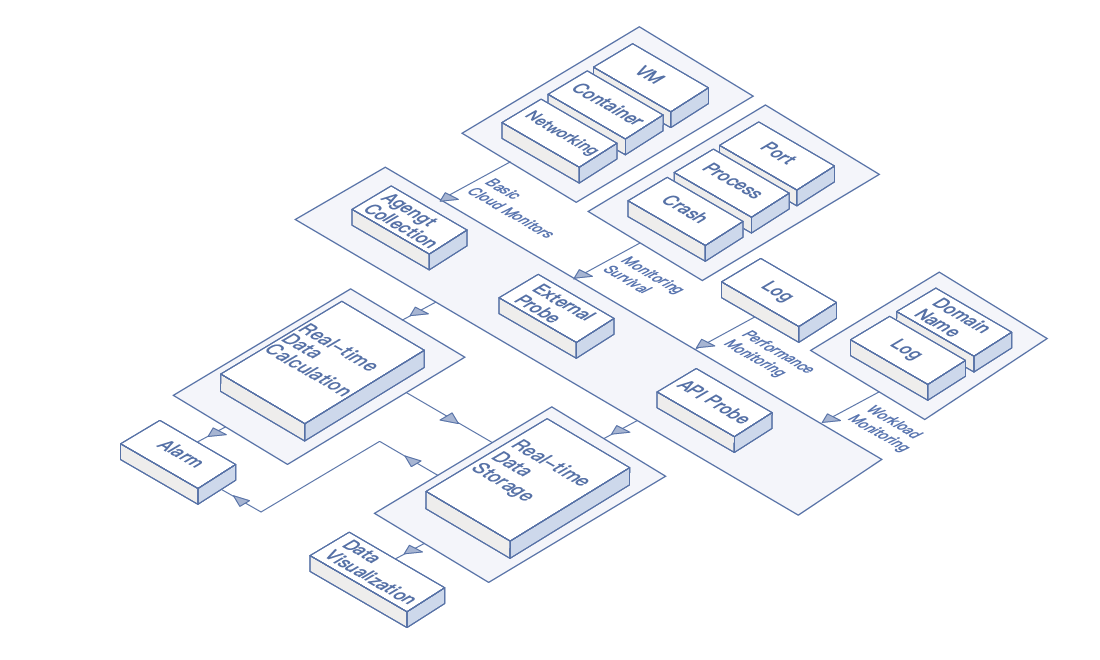 VM
Container
Networking
Port
Process
Crash
Basic
Cloud Monitors
Agengt
Collection
Monitoring
Survival
Log
External
Probe
Domain
Name
Log
Performance
Monitoring
Real-time
Data
Calculation
API Probe
Workload
Monitoring
Alarm
Real-time
Data
Storage
Data
Visualization